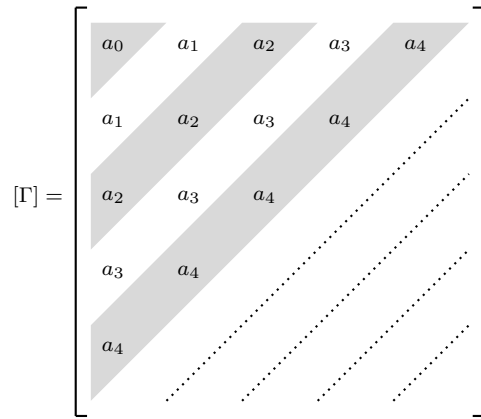 a₀ a₁ a₂ a₃ a₄
a₁ a₂ a₃ a₄
[Γ] = a₂ a₃ a₄
a₃ a₄
a₄